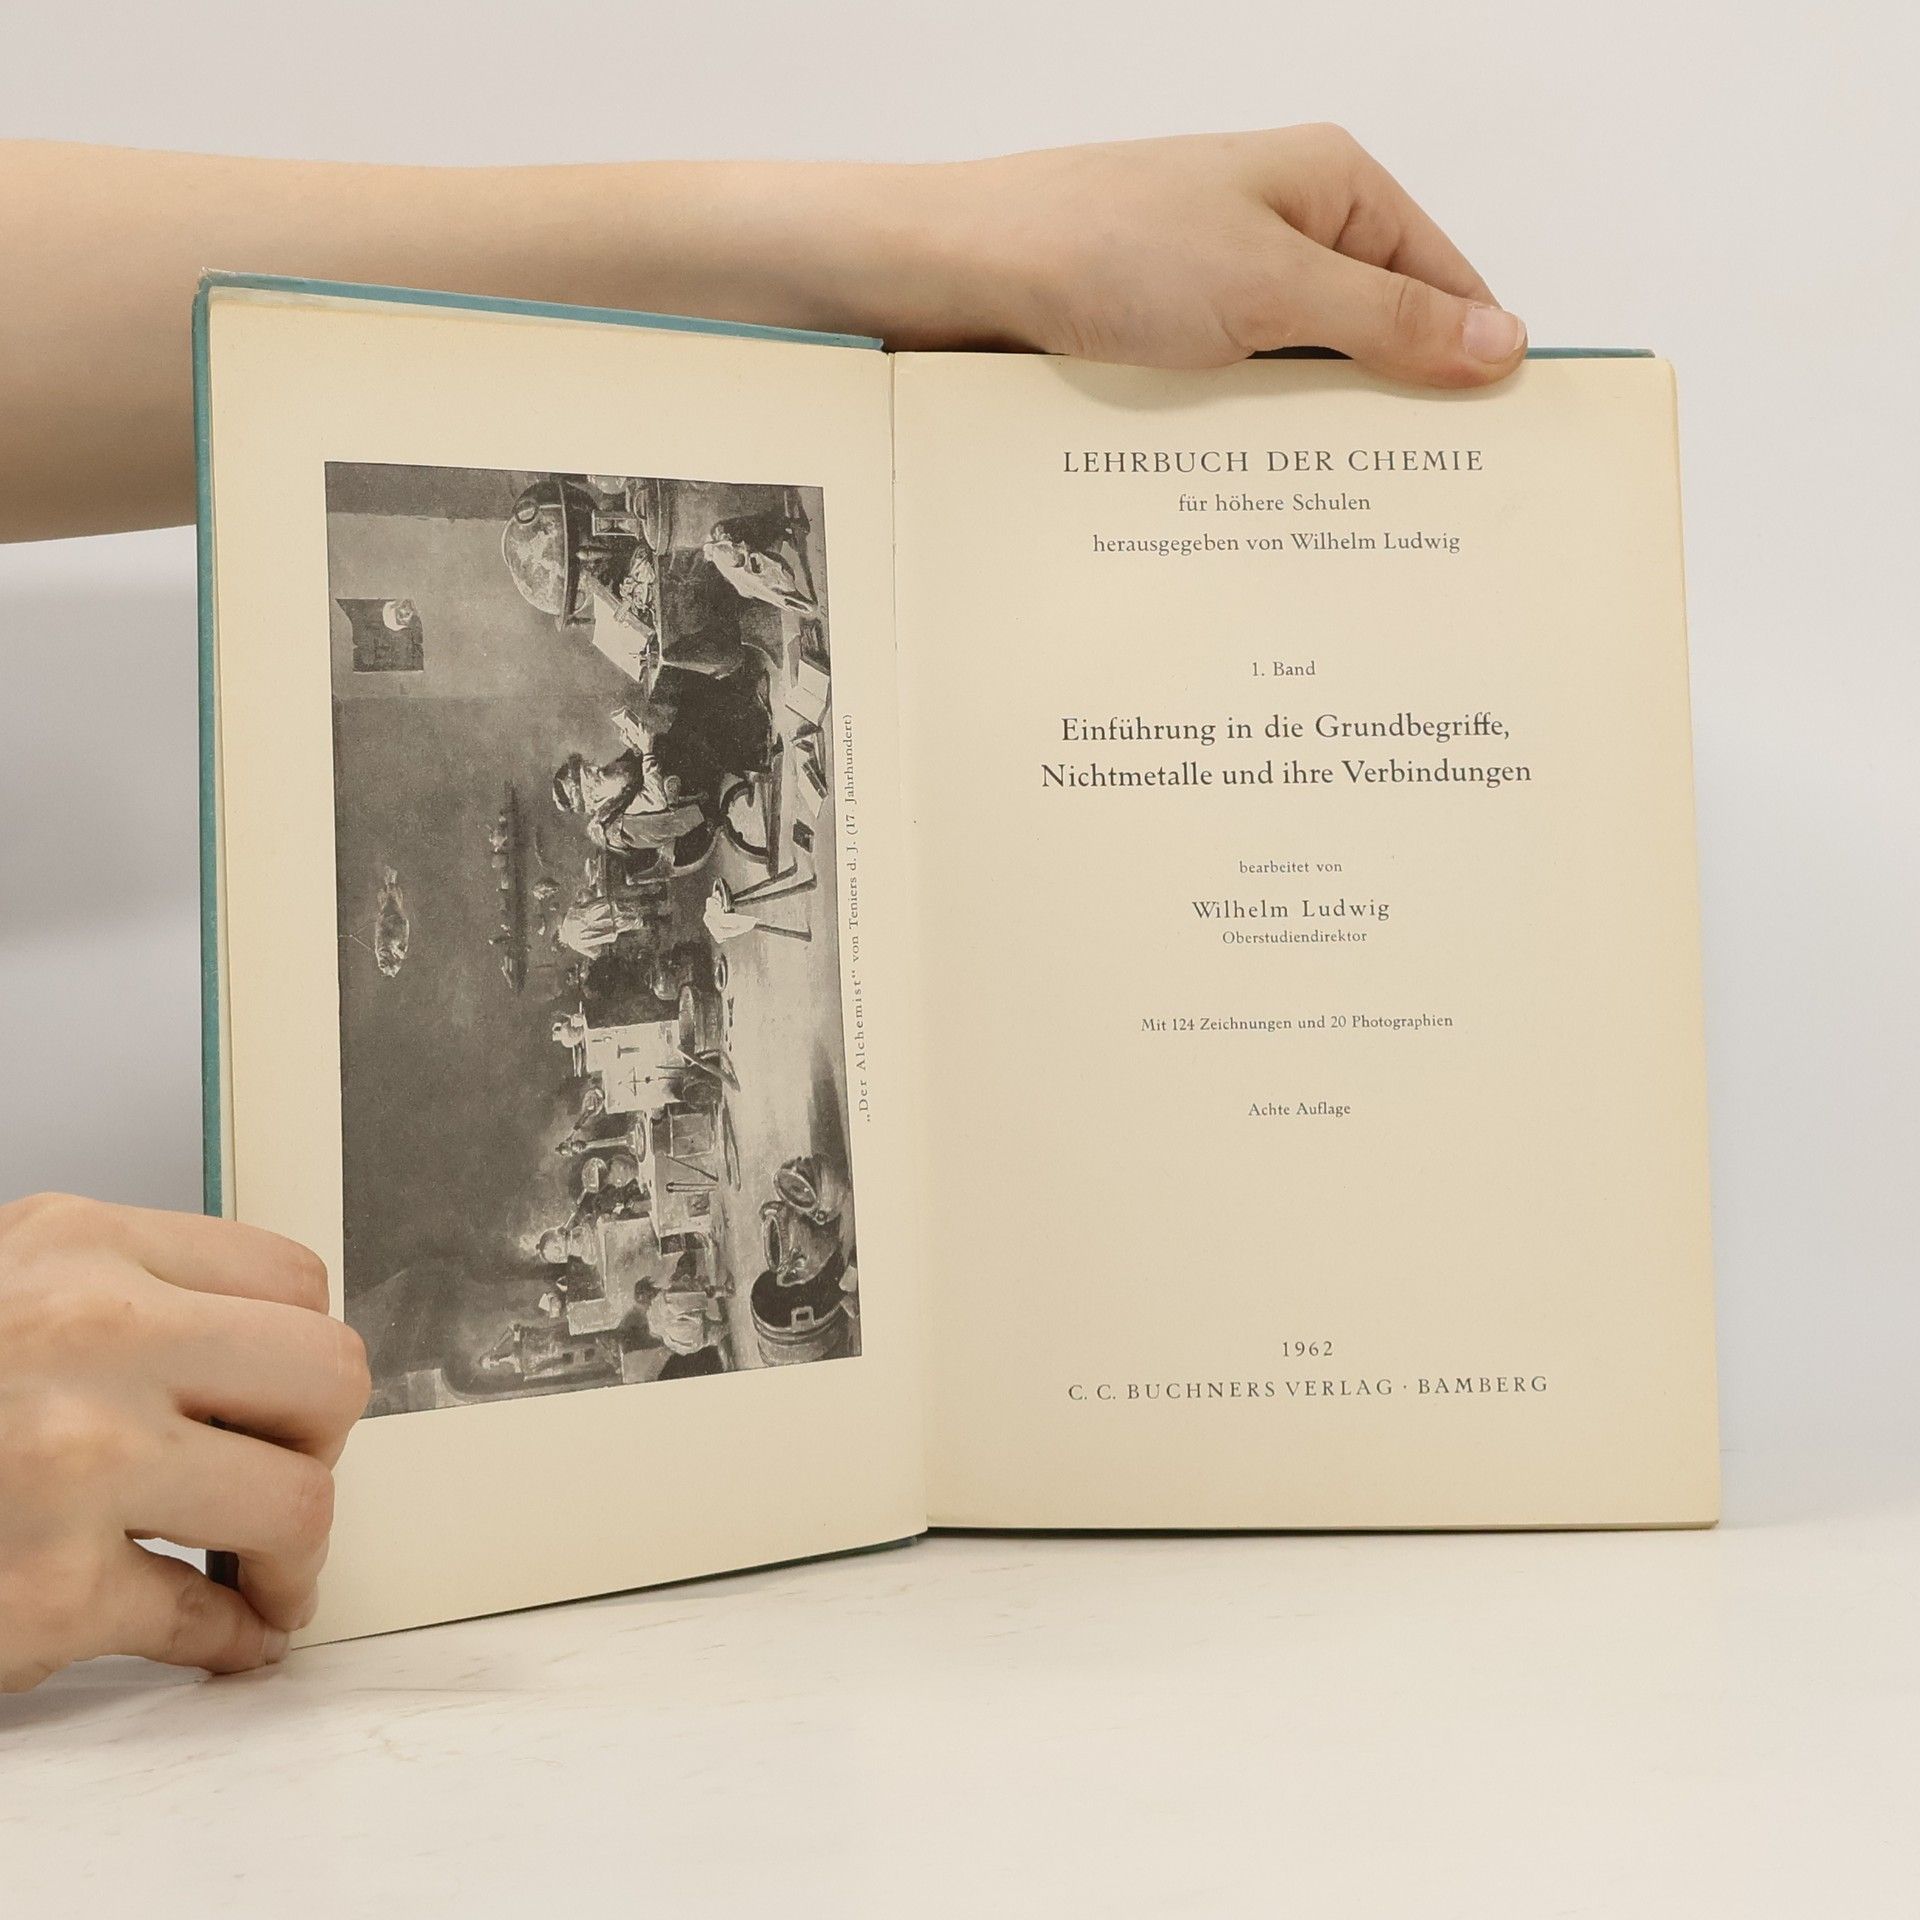 „Der Alchemist“ von Teniers d. J. (17. Jahrhundert)
LEHRBUCH DER CHEMIE
für höhere Schulen
herausgegeben von Wilhelm Ludwig
1. Band
Einführung in die Grundbegriffe,
Nichtmetalle und ihre Verbindungen
bearbeitet von
Wilhelm Ludwig
Oberstudiendirektor
Mit 124 Zeichnungen und 20 Photographien
Achte Auflage
1962
C. C. BUCHNERS VERLAG · BAMBERG